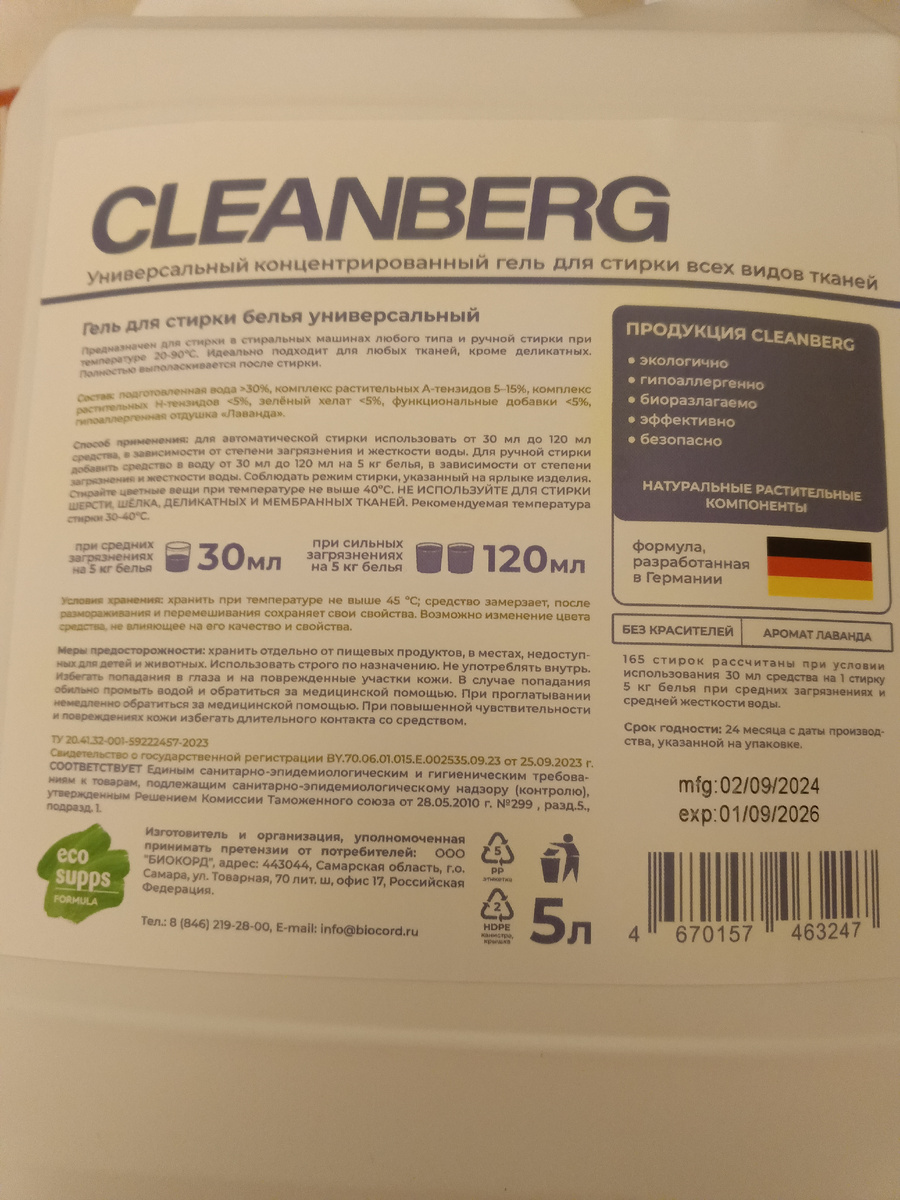 CLEANBERG
Универсальный концентрированный гель для стирки всех видов тканей
Гель для стирки белья универсальный
Предназначен для стирки в стиральных машинах любого типа и ручной стирки при
температуре 20-90°C. Идеально подходит для любых тканей, кроме деликатных.
Полностью выполаскивается после стирки.
Состав: подготовленная вода >30%, комплекс растительных А-тензидов 5-15%, комплекс
растительных Н-тензидов <5%, зелёный хелат <5%, функциональные добавки <5%,
гипоаллергенная отдушка «Лаванда».
Способ применения: для автоматической стирки использовать от 30 мл до 120 мл
средства, в зависимости от степени загрязнения и жесткости воды. Для ручной стирки
добавить средство в воду от 30 мл до 120 мл на 5 кг белья, в зависимости от степени
загрязнения и жесткости воды. Соблюдать режим стирки, указанный на ярлыке изделия.
Стирайте цветные вещи при температуре не выше 40°C. НЕ ИСПОЛЬЗУЙТЕ ДЛЯ СТИРКИ
ШЕРСТИ, ШЁЛКА, ДЕЛИКАТНЫХ И МЕМБРАННЫХ ТКАНЕЙ. Рекомендуемая температура
стирки 30-40°C.
при средних
загрязнениях
на 5 кг белья
30мл
при сильных
загрязнениях
на 5 кг белья
120мл
Условия хранения: хранить при температуре не выше 45 °C; средство замерзает, после
размораживания и перемешивания сохраняет свои свойства. Возможно изменение цвета
средства, не влияющее на его качество и свойства.
Меры предосторожности: хранить отдельно от пищевых продуктов, в местах, недоступ-
ных для детей и животных. Использовать строго по назначению. Не употреблять внутрь.
Избегать попадания в глаза и на поврежденные участки кожи. В случае попадания
обильно промыть водой и обратиться за медицинской помощью. При проглатывании
немедленно обратиться за медицинской помощью. При повышенной чувствительности
и повреждениях кожи избегать длительного контакта со средством.
ТУ 20.41.32-001-59222457-2023
Свидетельство о государственной регистрации BY.70.06.01.015.E.002535.09.23 от 25.09.2023 г.
СООТВЕТСТВУЕТ Единым санитарно-эпидемиологическим и гигиеническим требова-
ниям к товарам, подлежащим санитарно-эпидемиологическому надзору (контролю),
утвержденным Решением Комиссии Таможенного союза от 28.05.2010 г. №299 , разд.5.,
подразд. 1.
eco
supps
FORMULA
Изготовитель и организация, уполномоченная
принимать претензии от потребителей: ООО
"БИОКОРД", адрес: 443044, Самарская область, г.о.
Самара, ул. Товарная, 70 лит. ш, офис 17, Российская
Федерация.
Тел.: 8 (846) 219-28-00, E-mail: info@biocord.ru
5
PP
этикетка
2
HDPE
канистра,
крышка
5л
ПРОДУКЦИЯ CLEANBERG
• экологично
• гипоаллергенно
• биоразлагаемо
• эффективно
• безопасно
НАТУРАЛЬНЫЕ РАСТИТЕЛЬНЫЕ
КОМПОНЕНТЫ
формула,
разработанная
в Германии
БЕЗ КРАСИТЕЛЕЙ
АРОМАТ ЛАВАНДА
165 стирок рассчитаны при условии
использования 30 мл средства на 1 стирку
5 кг белья при средних загрязнениях и
средней жесткости воды.
Срок годности: 24 месяца с даты производ-
ства, указанной на упаковке.
mfg:02/09/2024
exp:01/09/2026
4 670157 463247